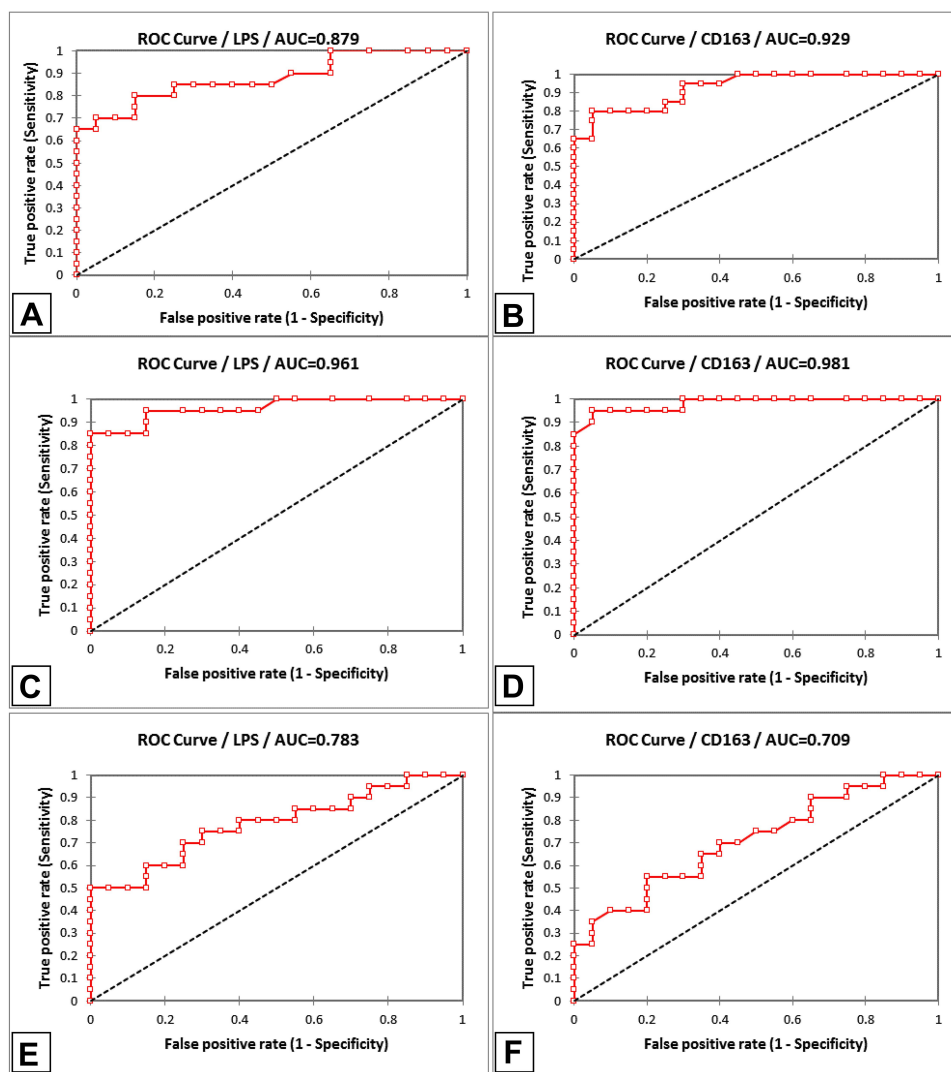 ROC Curve / LPS / AUC=0.879
True positive rate (Sensitivity)
1
0.9
0.8
0.7
0.6
0.5
0.4
0.3
0.2
0.1
0
0 0.2 0.4 0.6 0.8 1
False positive rate (1 - Specificity)
A
ROC Curve / CD163 / AUC=0.929
True positive rate (Sensitivity)
1
0.9
0.8
0.7
0.6
0.5
0.4
0.3
0.2
0.1
0
0 0.2 0.4 0.6 0.8 1
False positive rate (1 - Specificity)
B
ROC Curve / LPS / AUC=0.961
True positive rate (Sensitivity)
1
0.9
0.8
0.7
0.6
0.5
0.4
0.3
0.2
0.1
0
0 0.2 0.4 0.6 0.8 1
False positive rate (1 - Specificity)
C
ROC Curve / CD163 / AUC=0.981
True positive rate (Sensitivity)
1
0.9
0.8
0.7
0.6
0.5
0.4
0.3
0.2
0.1
0
0 0.2 0.4 0.6 0.8 1
False positive rate (1 - Specificity)
D
ROC Curve / LPS / AUC=0.783
True positive rate (Sensitivity)
1
0.9
0.8
0.7
0.6
0.5
0.4
0.3
0.2
0.1
0
0 0.2 0.4 0.6 0.8 1
False positive rate (1 - Specificity)
E
ROC Curve / CD163 / AUC=0.709
True positive rate (Sensitivity)
1
0.9
0.8
0.7
0.6
0.5
0.4
0.3
0.2
0.1
0
0 0.2 0.4 0.6 0.8 1
False positive rate (1 - Specificity)
F